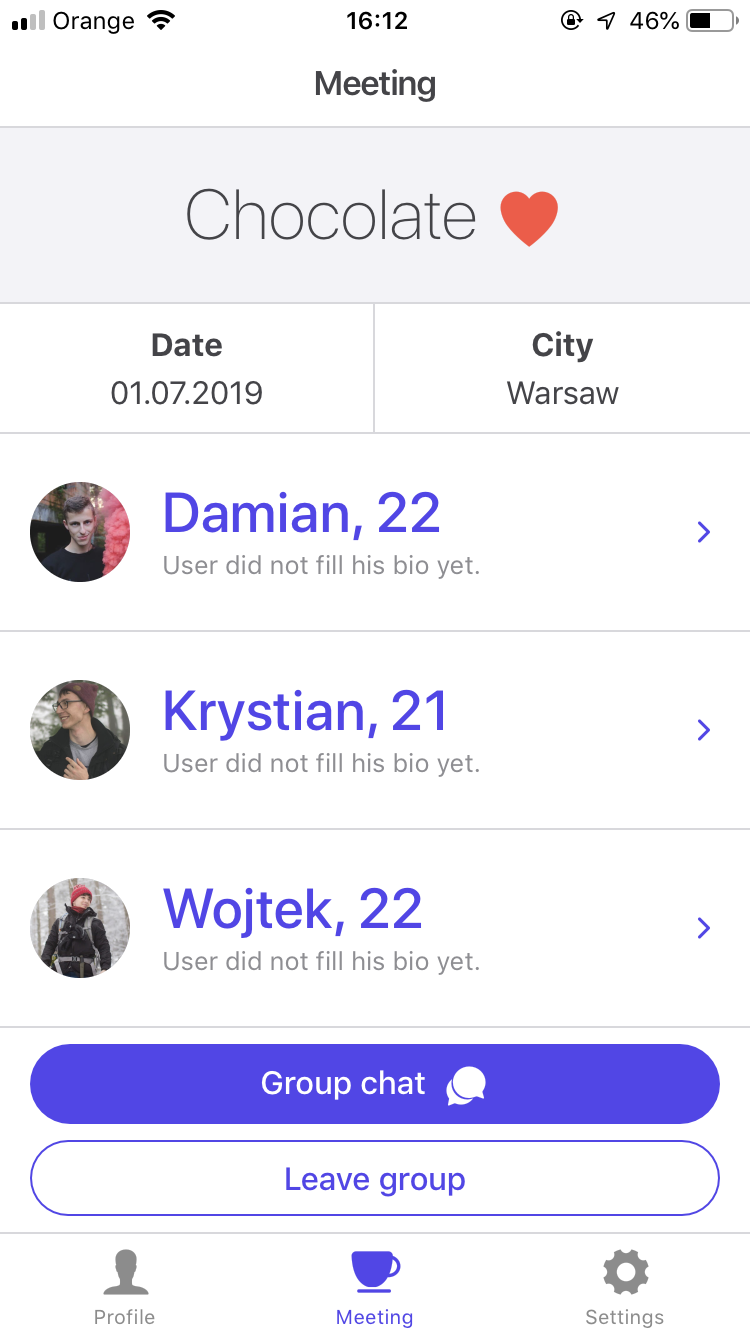 Orange 16:12 46%
Meeting
Chocolate
Date
01.07.2019
City
Warsaw
Damian, 22
User did not fill his bio yet.
Krystian, 21
User did not fill his bio yet.
Wojtek, 22
User did not fill his bio yet.
Group chat
Leave group
Profile
Meeting
Settings